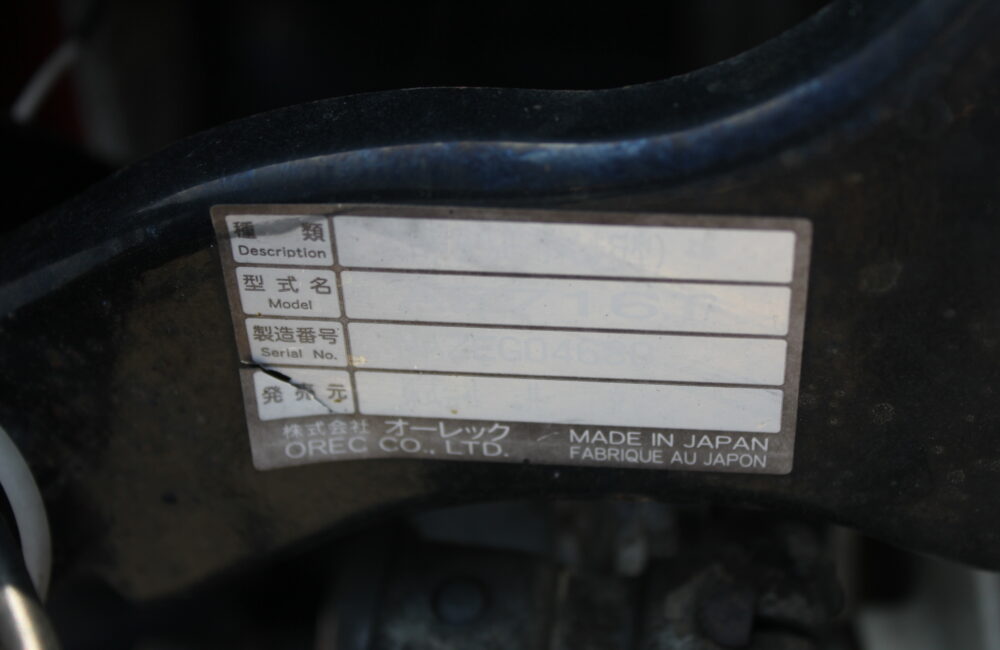 種 類
Description
型 式 名
Model
製造番号
Serial No.
発 売 元
株式会社 オーレック
OREC CO., LTD.
MADE IN JAPAN
FABRIQUE AU JAPON